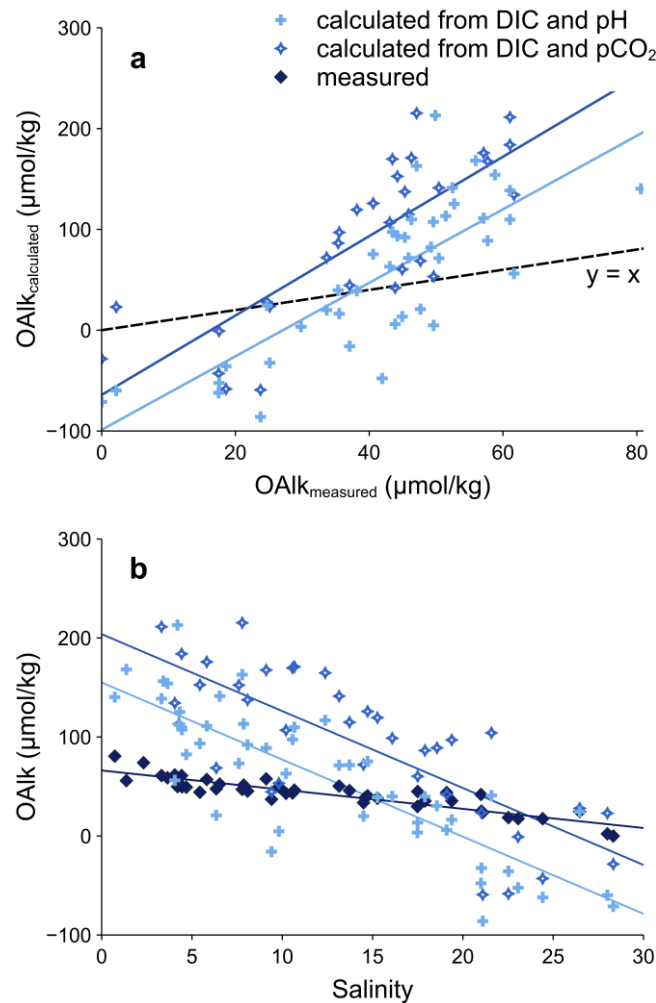 calculated from DIC and pH
calculated from DIC and pCO₂
measured
a
300
200
100
0
−100
OAlk_calculated (µmol/kg)
y = x
0 20 40 60 80
OAlk_measured (µmol/kg)
b
300
200
100
0
−100
OAlk (µmol/kg)
0 5 10 15 20 25 30
Salinity